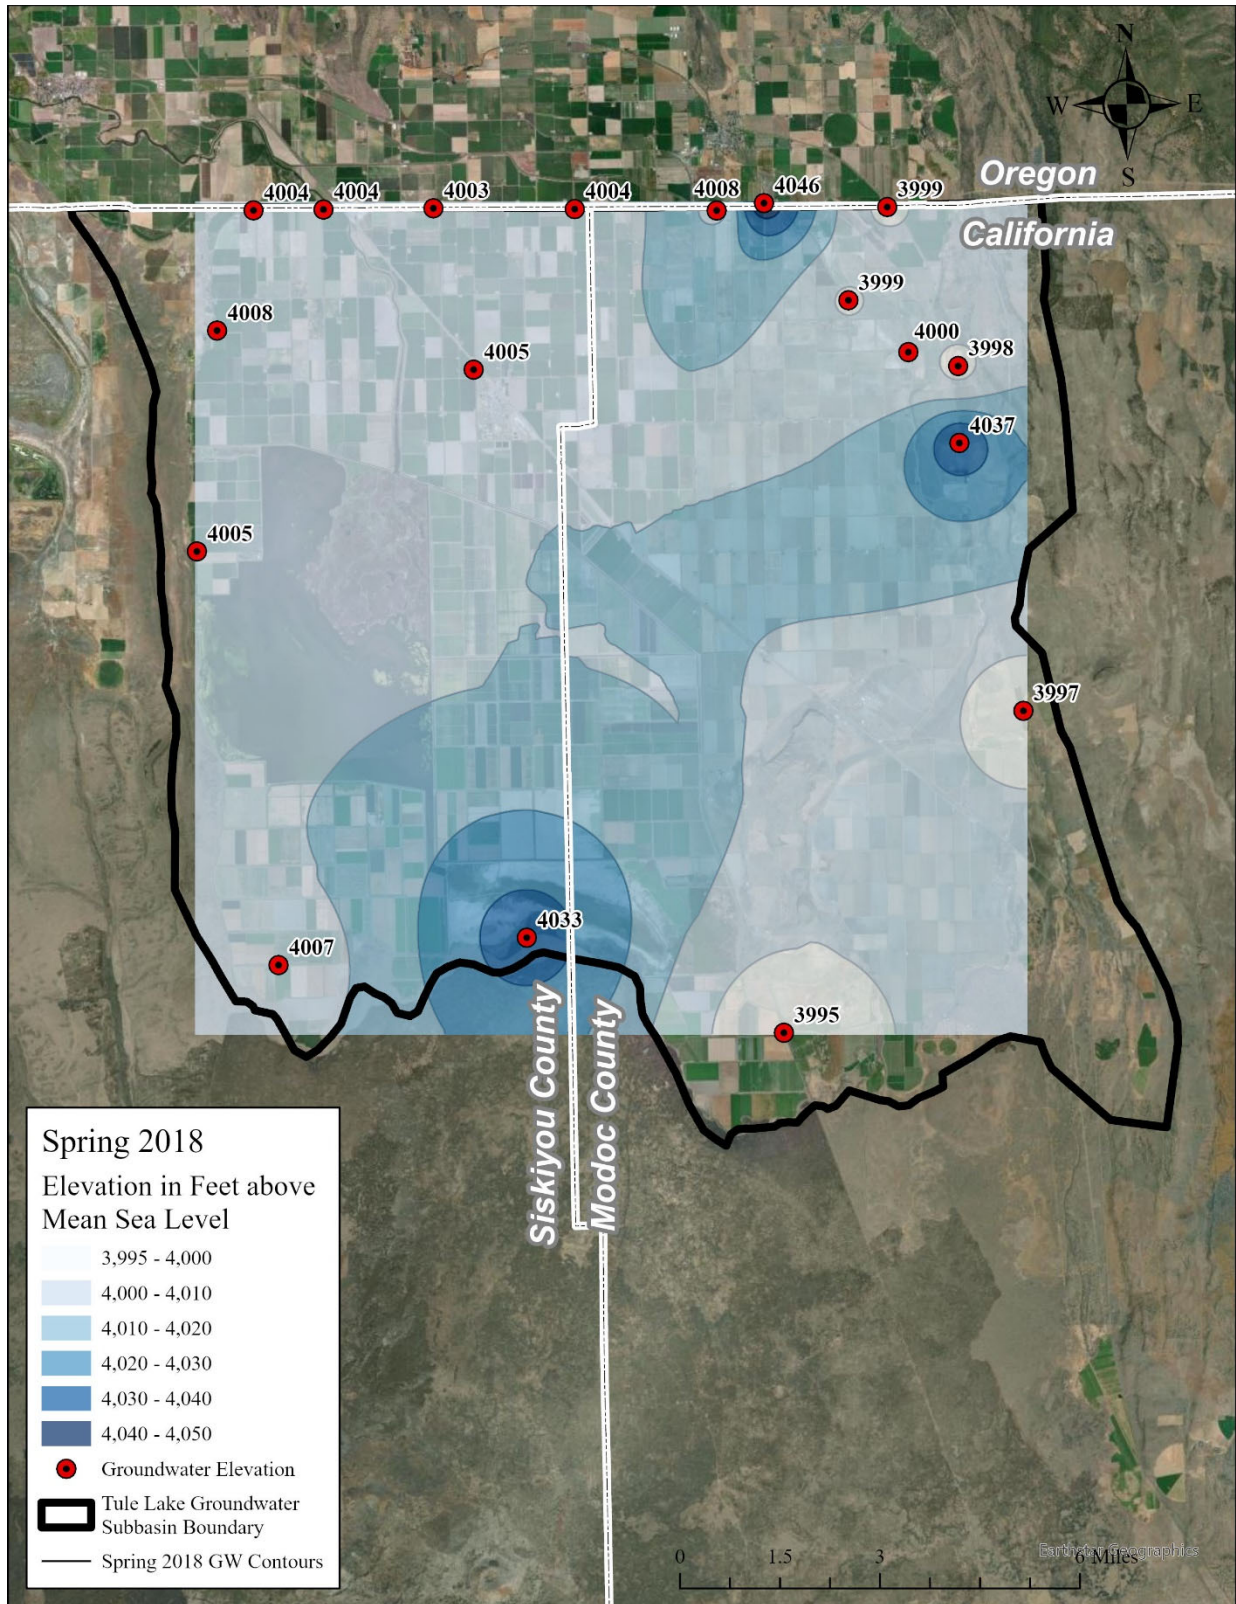 N
W E
S
Oregon
California
4004
4004
4003
4004
4008
4046
3999
4008
3999
4005
4000
3998
4037
4005
3997
4033
4007
3995
Siskiyou County
Modoc County
Spring 2018
Elevation in Feet above
Mean Sea Level
3,995 - 4,000
4,000 - 4,010
4,010 - 4,020
4,020 - 4,030
4,030 - 4,040
4,040 - 4,050
Groundwater Elevation
Tule Lake Groundwater
Subbasin Boundary
Spring 2018 GW Contours
0 1.5 3 6 Miles
Earthstar Geographics